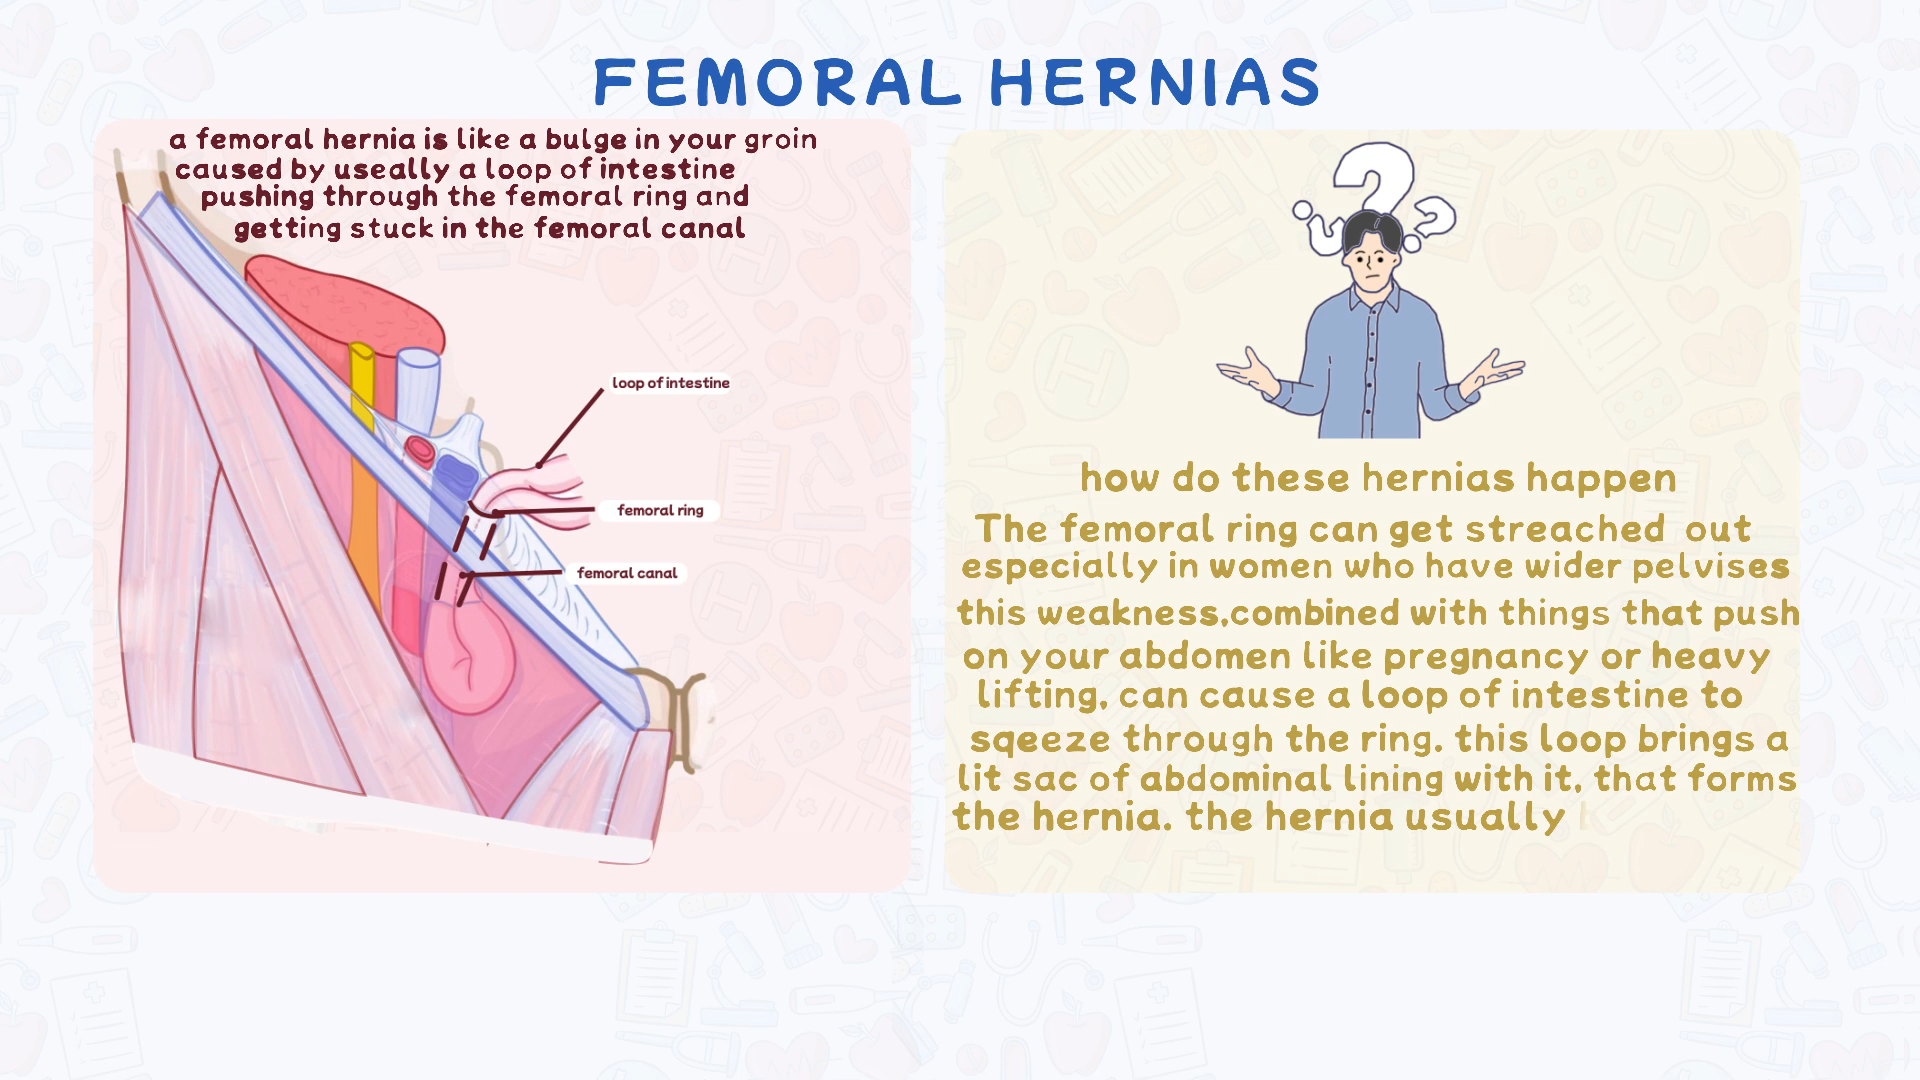 FEMORAL HERNIAS
a femoral hernia is like a bulge in your groin
caused by useally a loop of intestine
pushing through the femoral ring and
getting stuck in the femoral canal
loop of intestine
femoral ring
femoral canal
how do these hernias happen
The femoral ring can get streached out
especially in women who have wider pelvises
this weakness,combined with things that push
on your abdomen like pregnancy or heavy
lifting, can cause a loop of intestine to
sqeeze through the ring. this loop brings a
lit sac of abdominal lining with it, that forms
the hernia. the hernia usually